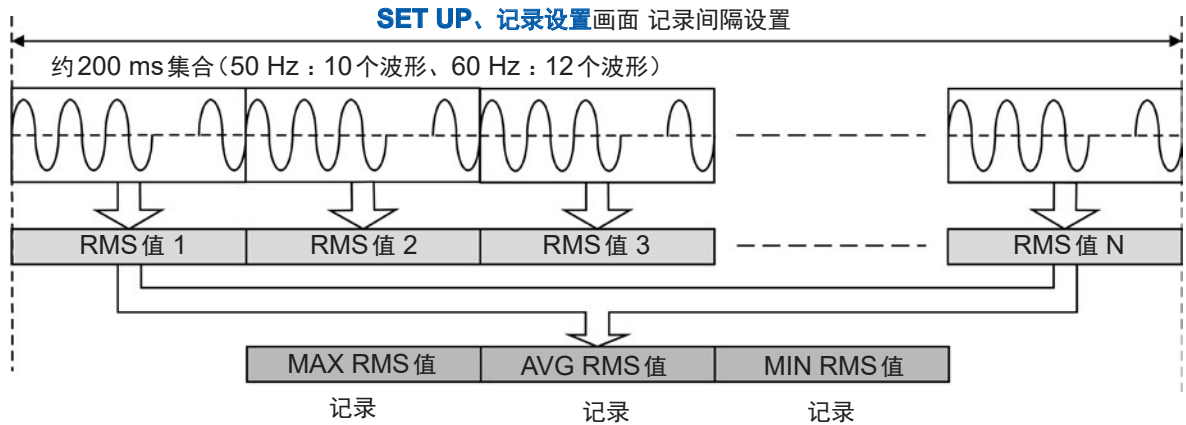 SET UP、记录设置画面 记录间隔设置
约200 ms集合（50 Hz：10个波形、60 Hz：12个波形）
RMS值 1 RMS值 2 RMS值 3 RMS值 N
MAX RMS值 AVG RMS值 MIN RMS值
记录 记录 记录